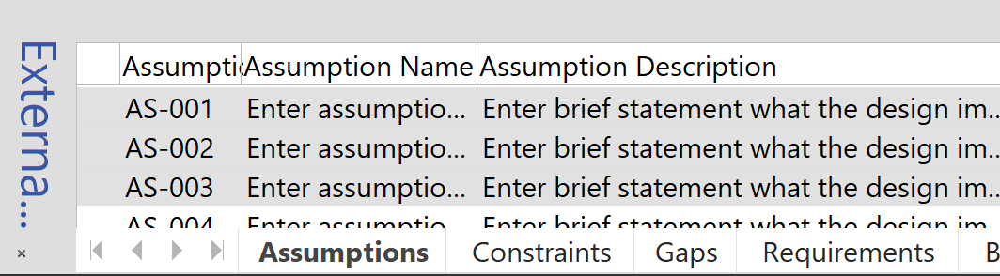 Externa...
Assumptic Assumption Name Assumption Description
AS-001 Enter assumptio... Enter brief statement what the design im...
AS-002 Enter assumptio... Enter brief statement what the design im...
AS-003 Enter assumptio... Enter brief statement what the design im...
AS-004 Enter assumptio... Enter brief statement what the design im...
Assumptions Constraints Gaps Requirements B